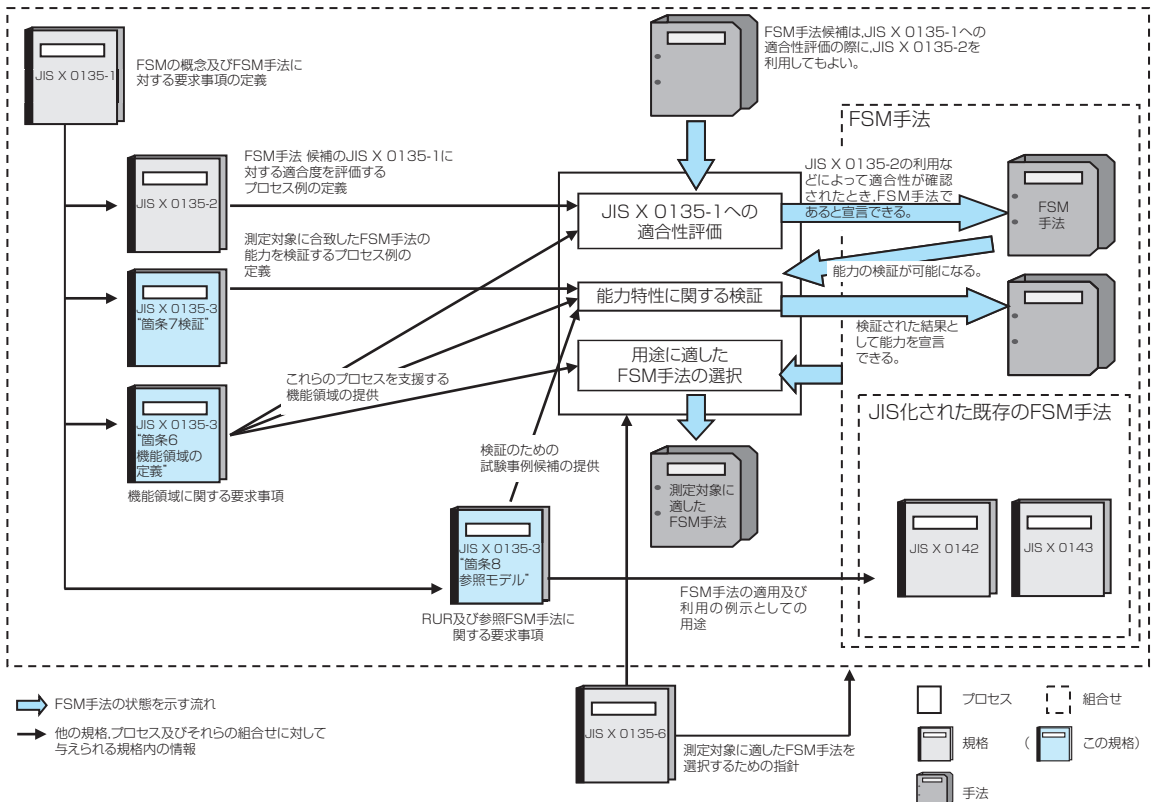 JIS X 0135-1
FSMの概念及びFSM手法に
対する要求事項の定義
FSM手法候補は,JIS X 0135-1への
適合性評価の際に,JIS X 0135-2を
利用してもよい。
JIS X 0135-2
FSM手法 候補のJIS X 0135-1に
対する適合度を評価する
プロセス例の定義
測定対象に合致したFSM手法の
能力を検証するプロセス例の
定義
JIS X 0135-3
“箇条7検証”
JIS X 0135-3
“箇条6
機能領域の
定義”
機能領域に関する要求事項
これらのプロセスを支援する
機能領域の提供
JIS X 0135-1への
適合性評価
能力特性に関する検証
用途に適した
FSM手法の選択
FSM手法
JIS X 0135-2の利用な
どによって適合性が確認
されたとき,FSM手法で
あると宣言できる。
FSM
手法
能力の検証が可能になる。
検証された結果と
して能力を宣言
できる。
検証のための
試験事例候補の提供
測定対象に
適した
FSM手法
JIS化された既存のFSM手法
JIS X 0142
JIS X 0143
JIS X 0135-3
“箇条8
参照モデル”
RUR及び参照FSM手法に
関する要求事項
FSM手法の適用及び
利用の例示としての
用途
JIS X 0135-6
測定対象に適したFSM手法を
選択するための指針
FSM手法の状態を示す流れ
他の規格,プロセス及びそれらの組合せに対して
与えられる規格内の情報
プロセス
組合せ
規格
( この規格)
手法